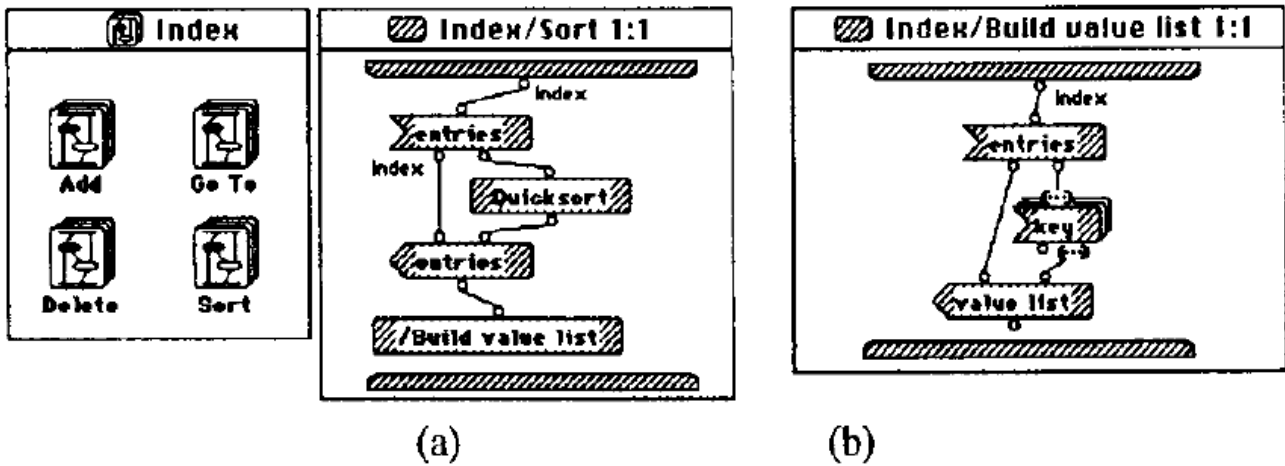 Index
Add
Go To
Delete
Sort
Index/Sort 1:1
Index
entries
Index
Quicksort
entries
/Build value list
Index/Build value list 1:1
Index
entries
key
value list
(a)
(b)